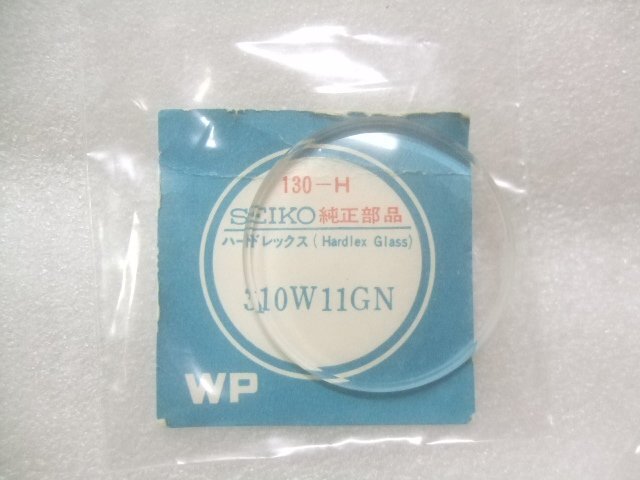 130-H
SEIKO 純正部品
ハードレックス (Hardlex Glass)
310W11GN
WP